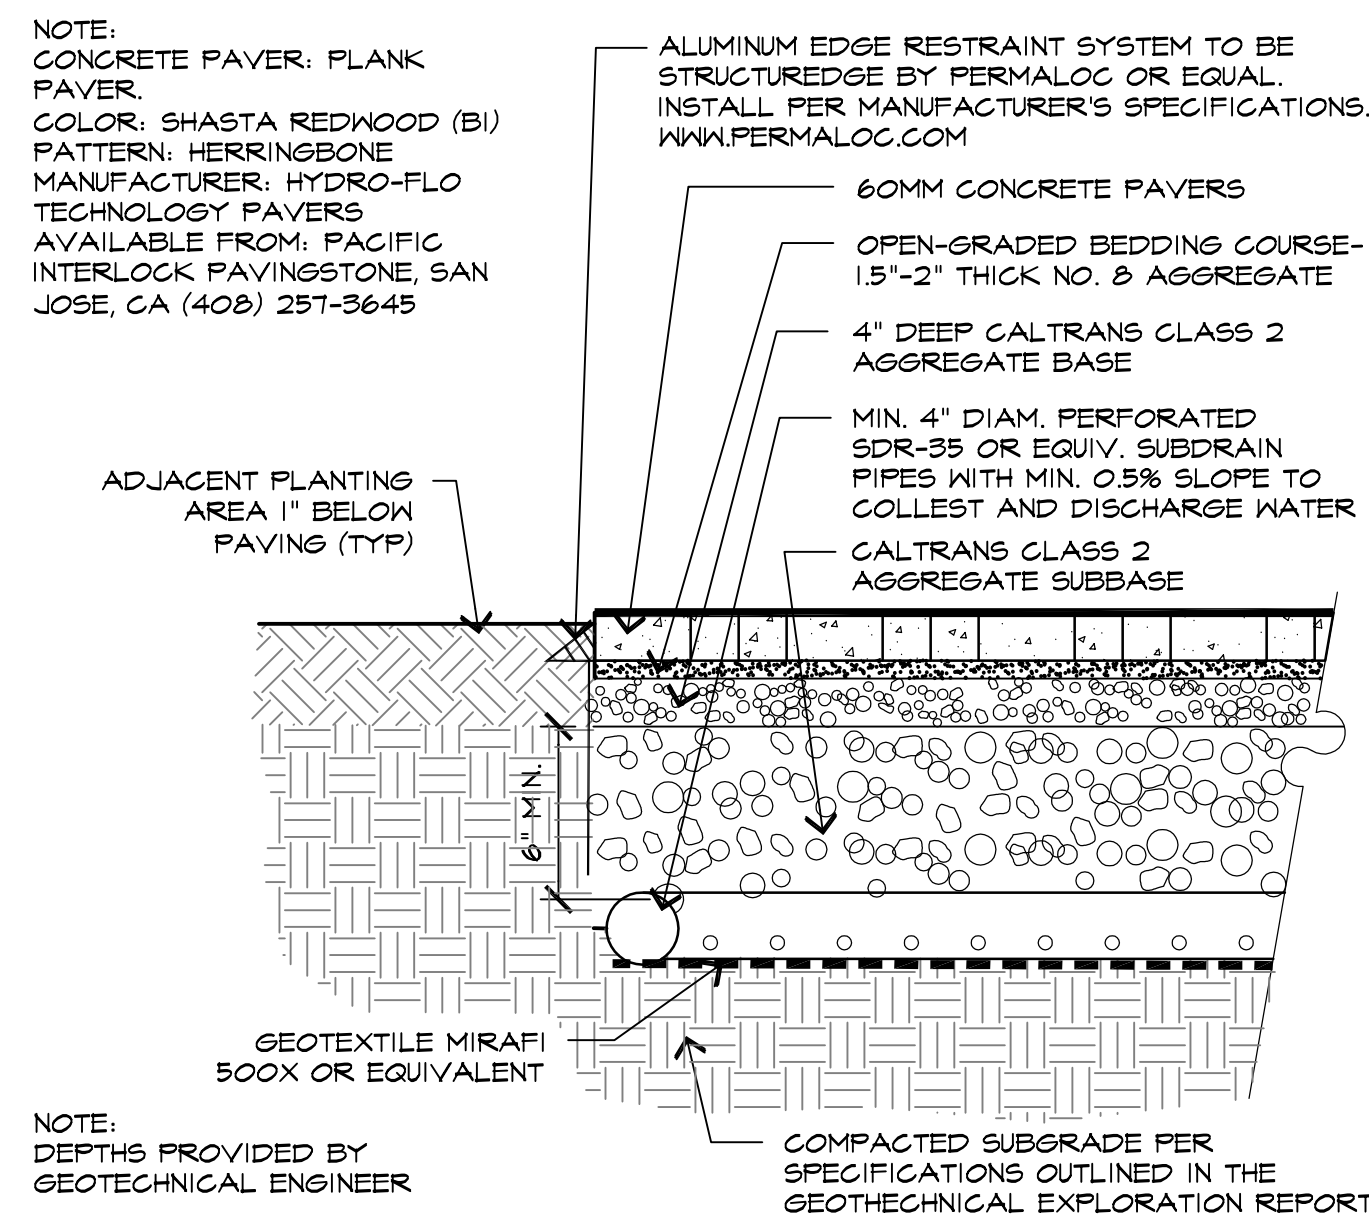 NOTE:
CONCRETE PAVER: PLANK
PAVER.
COLOR: SHASTA REDWOOD (B1)
PATTERN: HERRINGBONE
MANUFACTURER: HYDRO-FLO
TECHNOLOGY PAVERS
AVAILABLE FROM: PACIFIC
INTERLOCK PAVINGSTONE, SAN
JOSE, CA (408) 257-3645
ALUMINUM EDGE RESTRAINT SYSTEM TO BE
STRUCTUREDGE BY PERMALOC OR EQUAL.
INSTALL PER MANUFACTURER'S SPECIFICATIONS.
WWW.PERMALOC.COM
60MM CONCRETE PAVERS
OPEN-GRADED BEDDING COURSE-
1.5"-2" THICK NO. 8 AGGREGATE
4" DEEP CALTRANS CLASS 2
AGGREGATE BASE
MIN. 4" DIAM. PERFORATED
SDR-35 OR EQUIV. SUBDRAIN
PIPES WITH MIN. 0.5% SLOPE TO
COLLEST AND DISCHARGE WATER
CALTRANS CLASS 2
AGGREGATE SUBBASE
ADJACENT PLANTING
AREA 1" BELOW
PAVING (TYP)
6" MIN.
GEOTEXTILE MIRAFI
500X OR EQUIVALENT
NOTE:
DEPTHS PROVIDED BY
GEOTECHNICAL ENGINEER
COMPACTED SUBGRADE PER
SPECIFICATIONS OUTLINED IN THE
GEOTHECHNICAL EXPLORATION REPORT